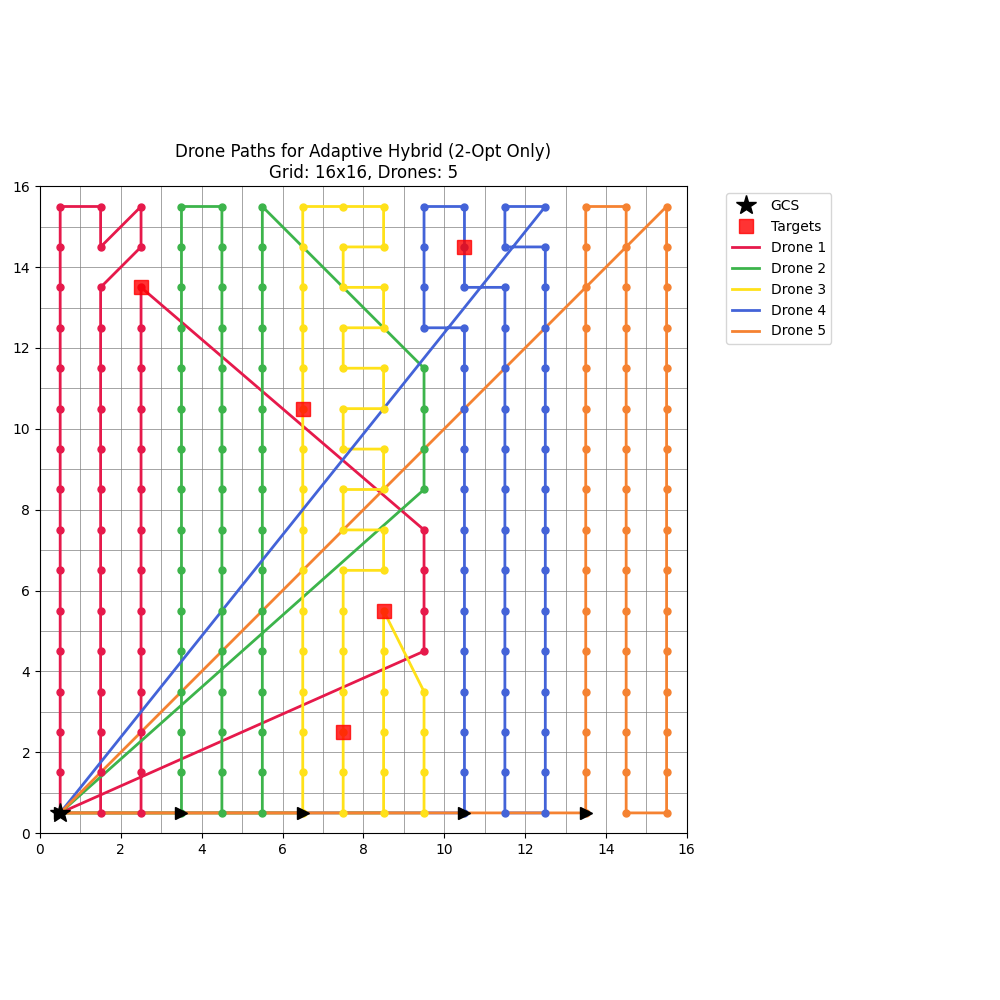 Drone Paths for Adaptive Hybrid (2-Opt Only)
Grid: 16x16, Drones: 5
16
14
12
10
8
6
4
2
0
0 2 4 6 8 10 12 14 16
GCS
Targets
Drone 1
Drone 2
Drone 3
Drone 4
Drone 5